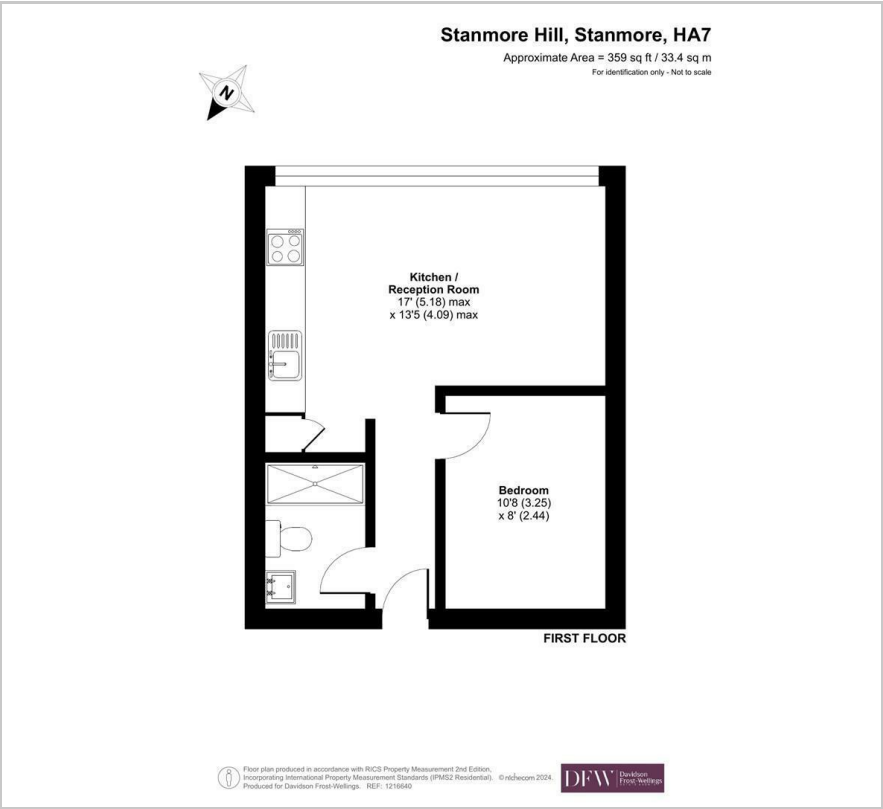 Stanmore Hill, Stanmore, HA7
Approximate Area = 359 sq ft / 33.4 sq m
For identification only - Not to scale
N
Kitchen /
Reception Room
17' (5.18) max
x 13'5 (4.09) max
Bedroom
10'8 (3.25)
x 8' (2.44)
FIRST FLOOR
Floor plan produced in accordance with RICS Property Measurement 2nd Edition,
Incorporating International Property Measurement Standards (IPMS2 Residential). ©nichecom 2024.
Produced for Davidson Frost-Wellings. REF: 1216640
DFW
Davidson
Frost-Wellings